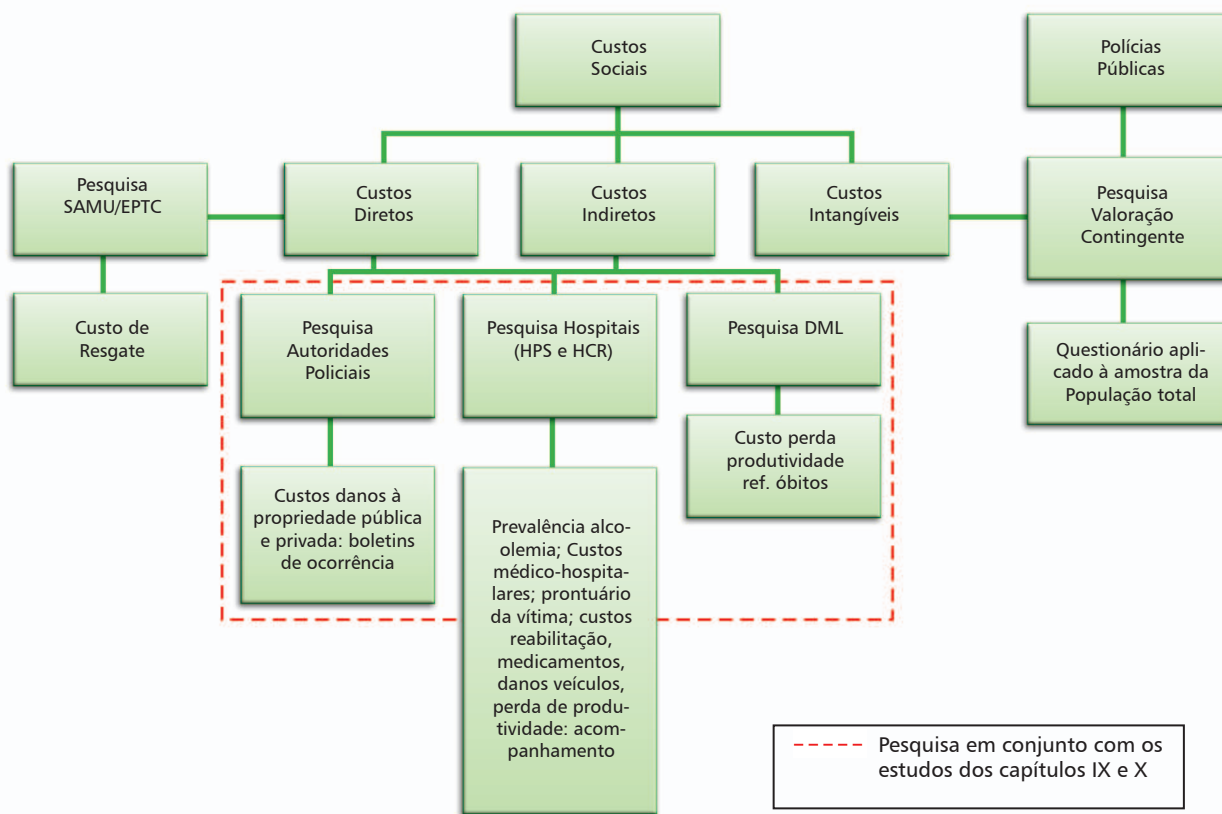 Custos
Sociais
Polícias
Públicas
Pesquisa
SAMU/EPTC
Custos
Diretos
Custos
Indiretos
Custos
Intangíveis
Pesquisa
Valoração
Contingente
Custo de
Resgate
Pesquisa
Autoridades
Policiais
Pesquisa Hospitais
(HPS e HCR)
Pesquisa DML
Questionário apli-
cado à amostra da
População total
Custos danos à
propriedade pública
e privada: boletins
de ocorrência
Prevalência alco-
olemia; Custos
médico-hospita-
lares; prontuário
da vítima; custos
reabilitação,
medicamentos,
danos veículos,
perda de produ-
tividade: acom-
panhamento
Custo perda
produtividade
ref. óbitos
Pesquisa em conjunto com os
estudos dos capítulos IX e X